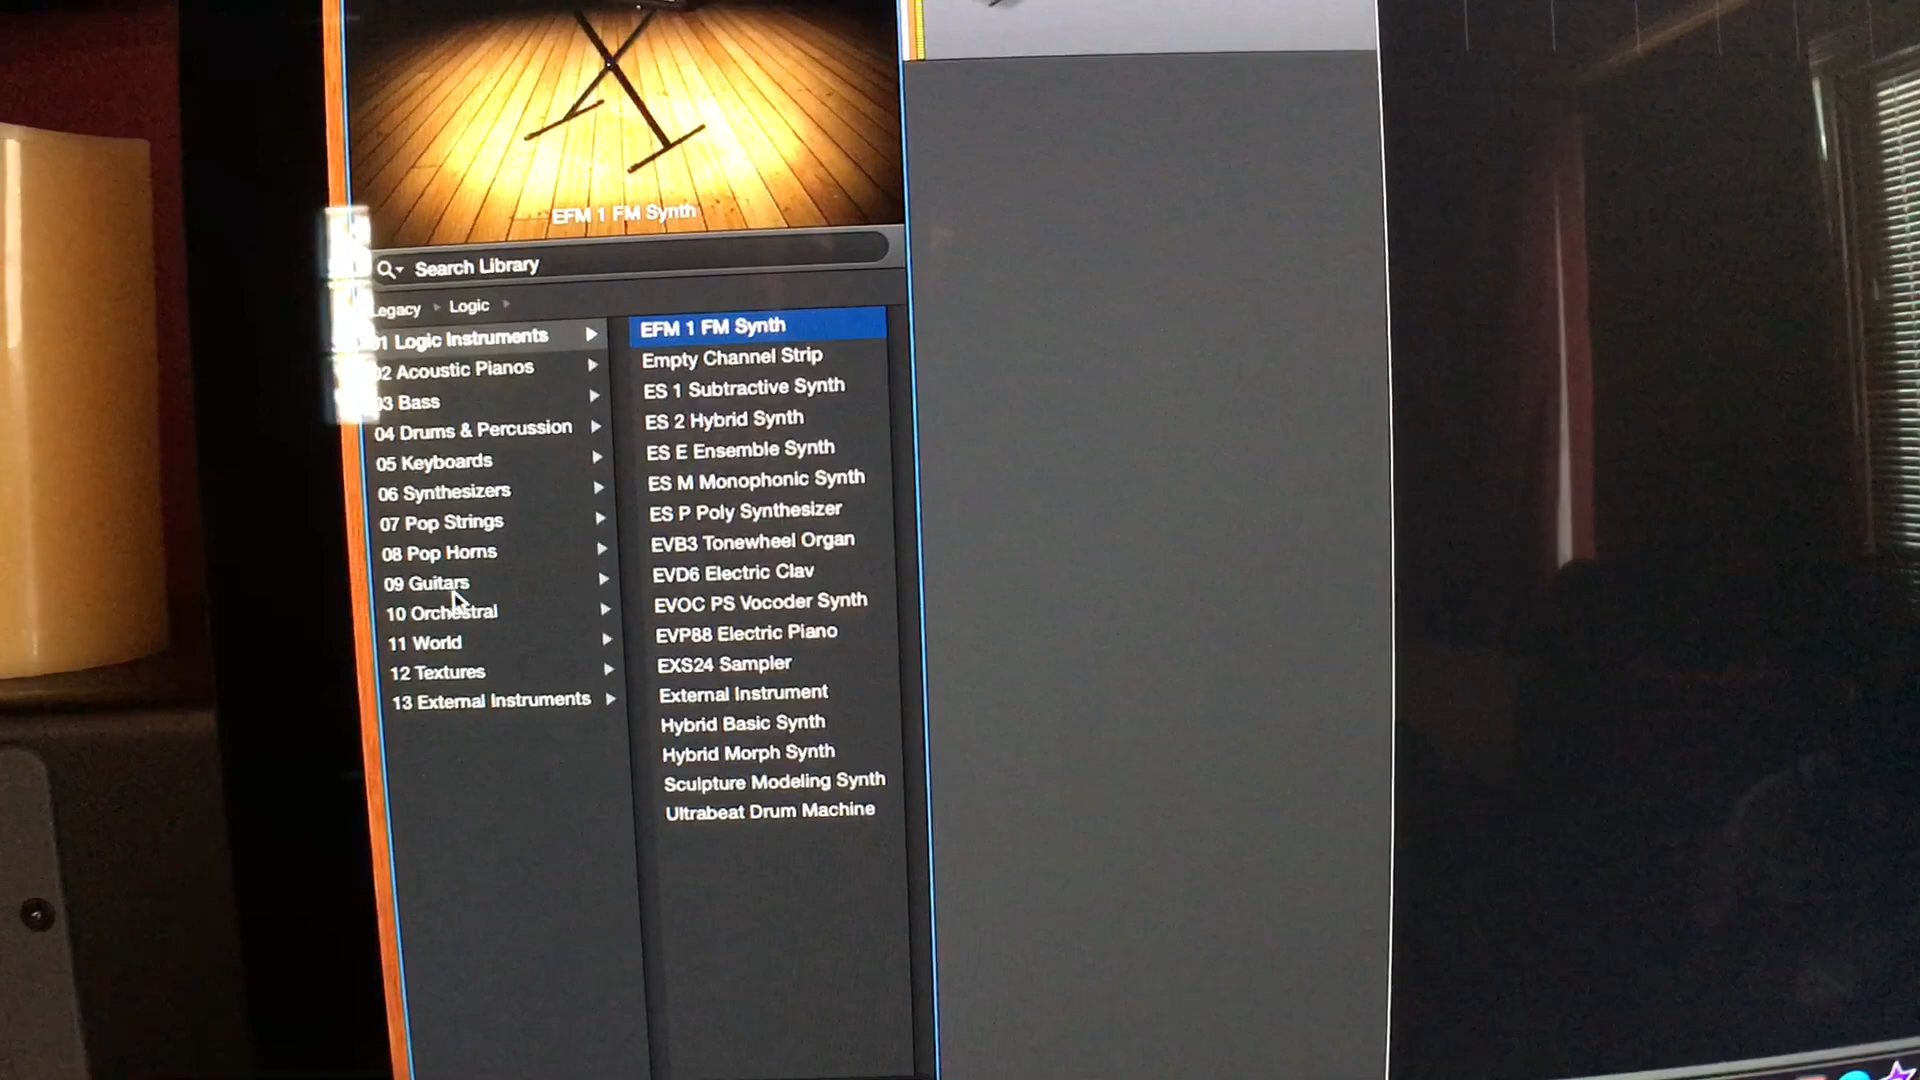 EFM 1 FM Synth
Search Library
Legacy Logic
01 Logic Instruments
02 Acoustic Pianos
03 Bass
04 Drums & Percussion
05 Keyboards
06 Synthesizers
07 Pop Strings
08 Pop Horns
09 Guitars
10 Orchestral
11 World
12 Textures
13 External Instruments
EFM 1 FM Synth
Empty Channel Strip
ES 1 Subtractive Synth
ES 2 Hybrid Synth
ES E Ensemble Synth
ES M Monophonic Synth
ES P Poly Synthesizer
EVB3 Tonewheel Organ
EVD6 Electric Clav
EVOC PS Vocoder Synth
EVP88 Electric Piano
EXS24 Sampler
External Instrument
Hybrid Basic Synth
Hybrid Morph Synth
Sculpture Modeling Synth
Ultrabeat Drum Machine